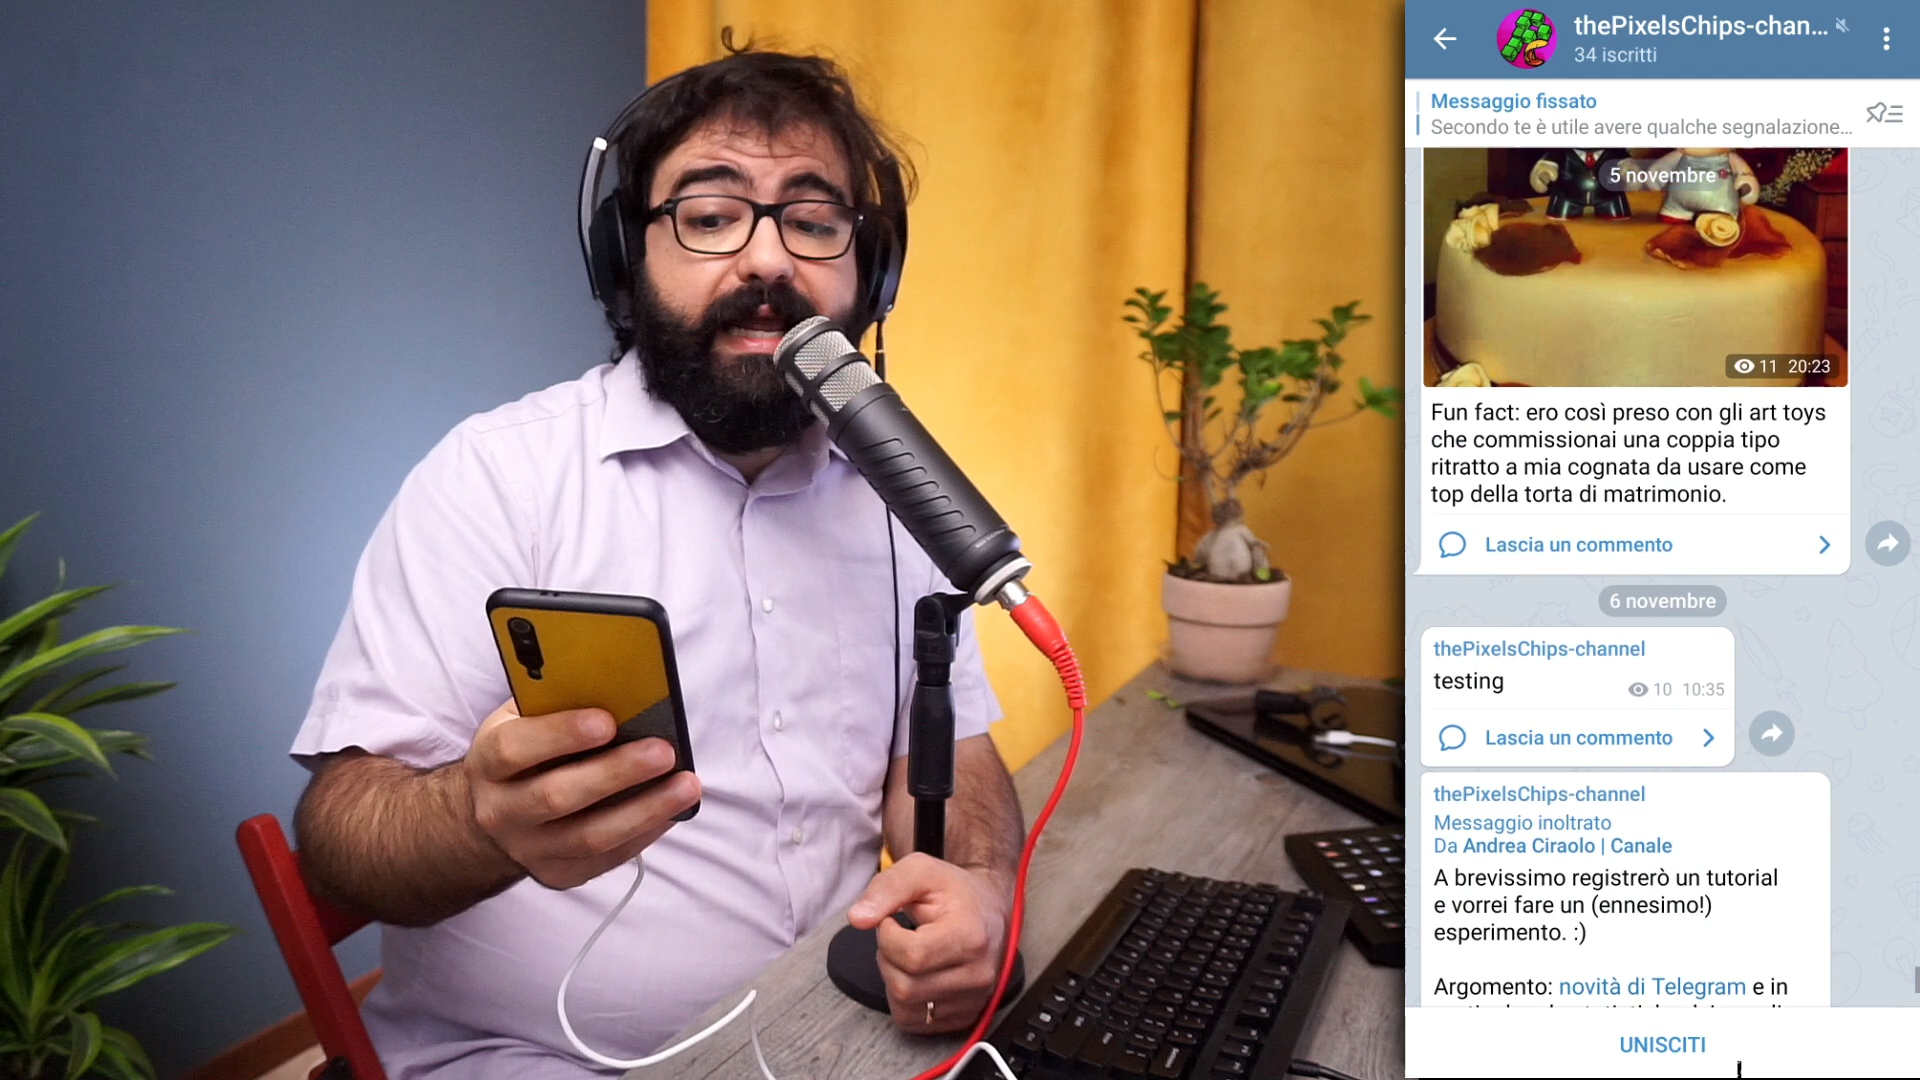 thePixelsChips-chan...
34 iscritti
Messaggio fissato
Secondo te è utile avere qualche segnalazione...
5 novembre
11 20:23
Fun fact: ero così preso con gli art toys
che commissionai una coppia tipo
ritratto a mia cognata da usare come
top della torta di matrimonio.
Lascia un commento
6 novembre
thePixelsChips-channel
testing
10 10:35
Lascia un commento
thePixelsChips-channel
Messaggio inoltrato
Da Andrea Ciraolo | Canale
A brevissimo registrerò un tutorial
e vorrei fare un (ennesimo!)
esperimento. :)
Argomento: novità di Telegram e in
UNISCITI